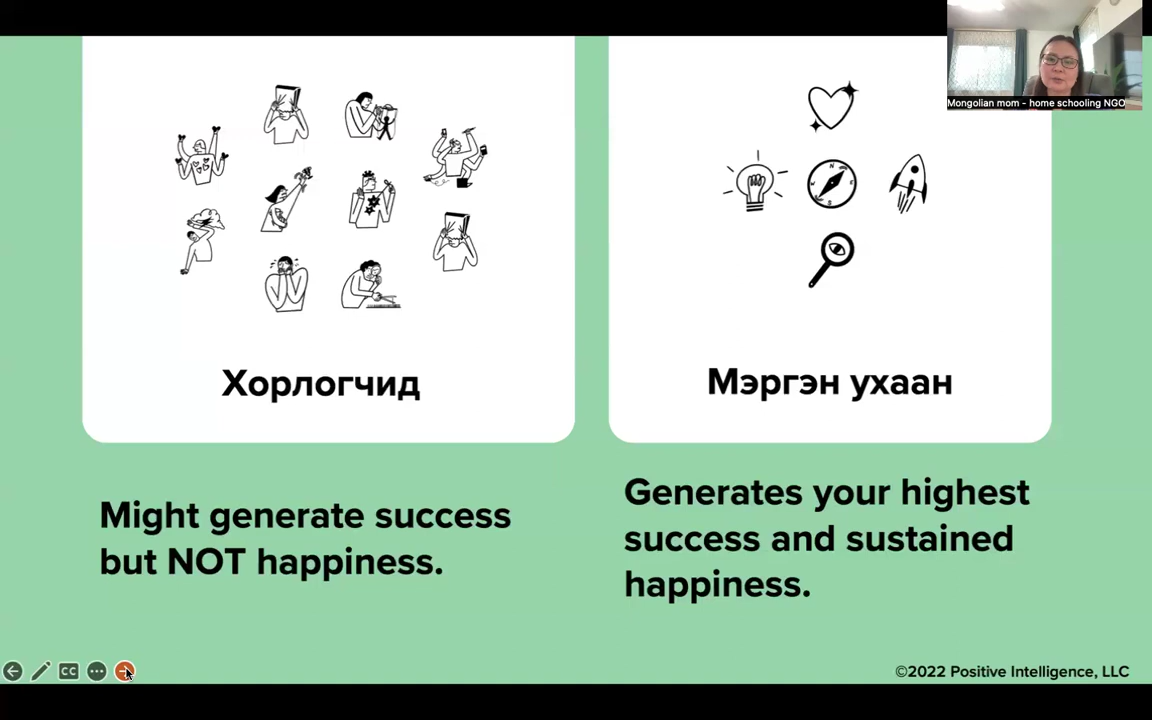 Mongolian mom - home schooling NGO
Хорлогчид
Мэргэн ухаан
Might generate success
but NOT happiness.
Generates your highest
success and sustained
happiness.
CC
©2022 Positive Intelligence, LLC